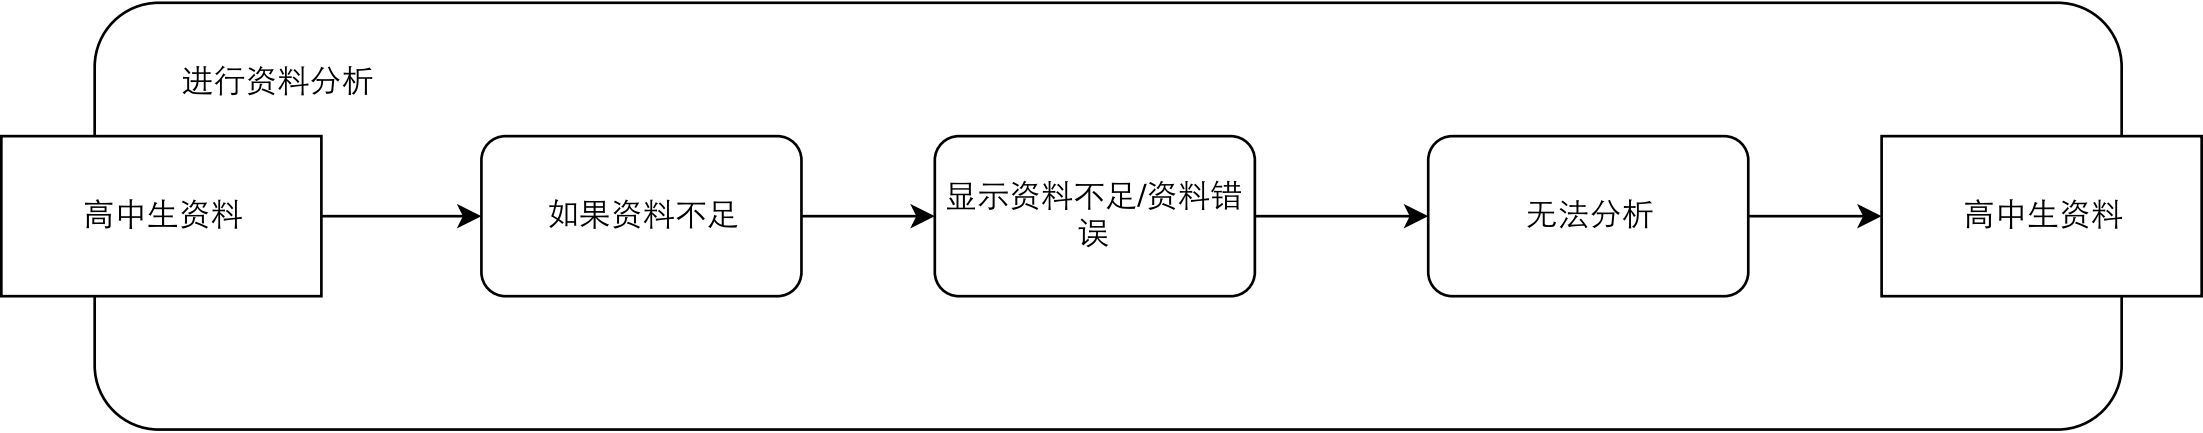 进行资料分析
高中生资料
如果资料不足
显示资料不足/资料错
误
无法分析
高中生资料